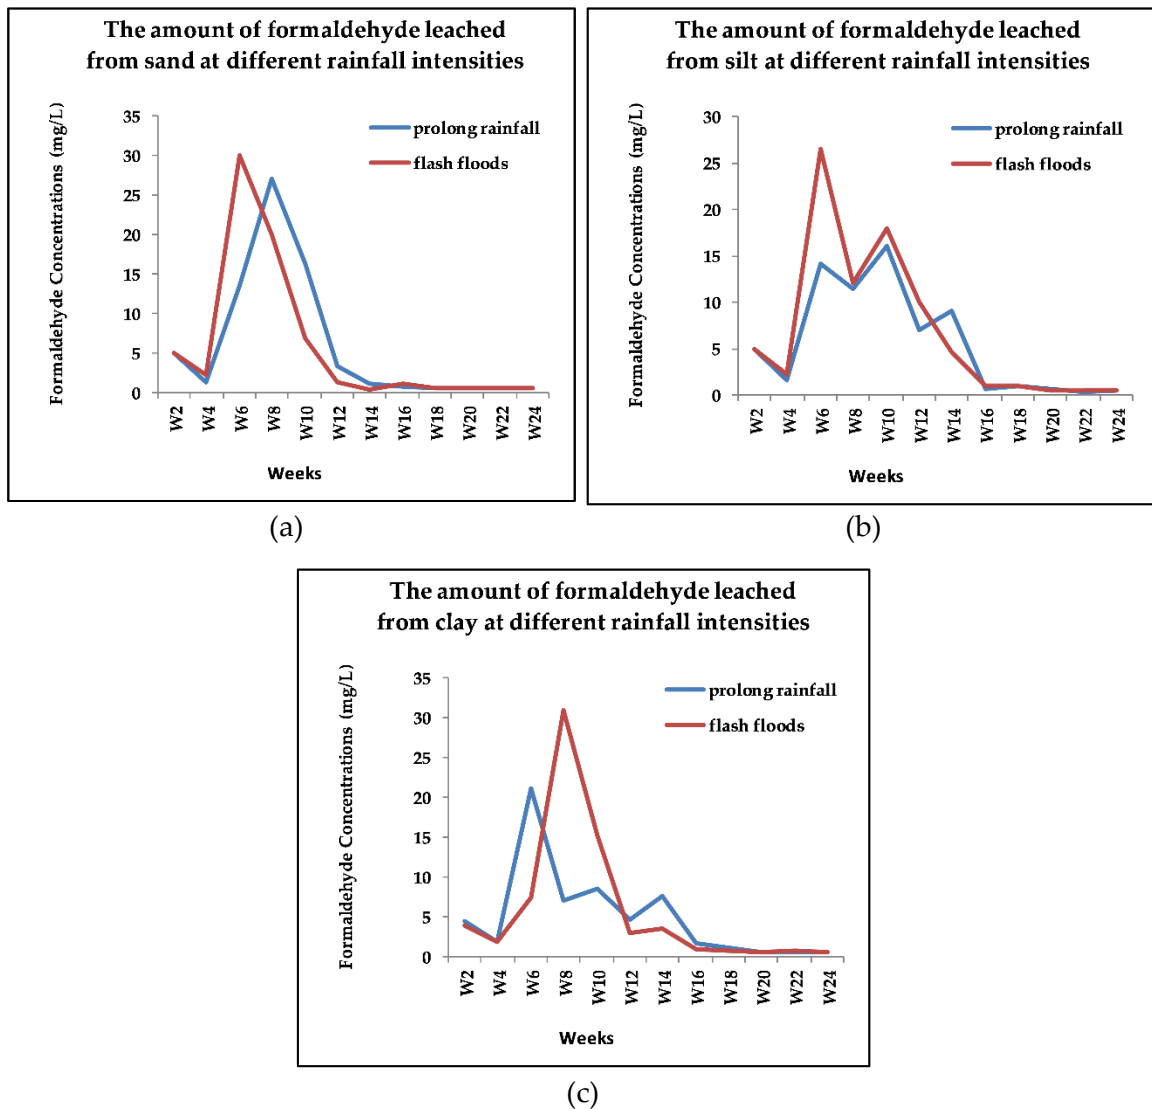 The amount of formaldehyde leached
from sand at different rainfall intensities
Formaldehyde Concentrations (mg/L)
35
30
25
20
15
10
5
0
prolong rainfall
flash floods
W2 W4 W6 W8 W10 W12 W14 W16 W18 W20 W22 W24
Weeks
(a)
The amount of formaldehyde leached
from silt at different rainfall intensities
Formaldehyde Concentrations (mg/L)
30
25
20
15
10
5
0
prolong rainfall
flash floods
W2 W4 W6 W8 W10 W12 W14 W16 W18 W20 W22 W24
Weeks
(b)
The amount of formaldehyde leached
from clay at different rainfall intensities
Formaldehyde Concentrations (mg/L)
35
30
25
20
15
10
5
0
prolong rainfall
flash floods
W2 W4 W6 W8 W10 W12 W14 W16 W18 W20 W22 W24
Weeks
(c)